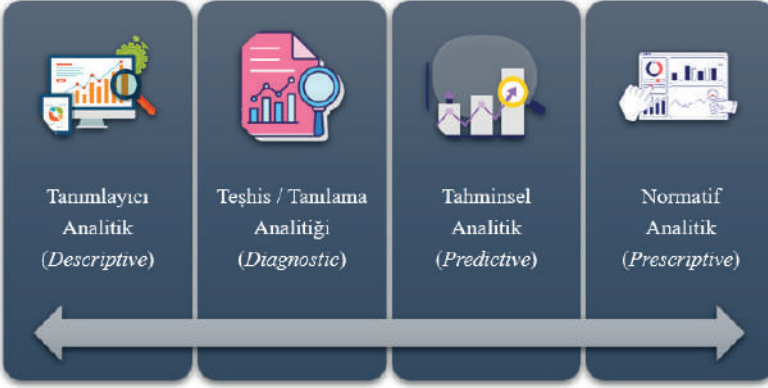 Tanımlayıcı
Analitik
(Descriptive)
Teşhis / Tanılama
Analitiği
(Diagnostic)
Tahminsel
Analitik
(Predictive)
Normatif
Analitik
(Prescriptive)